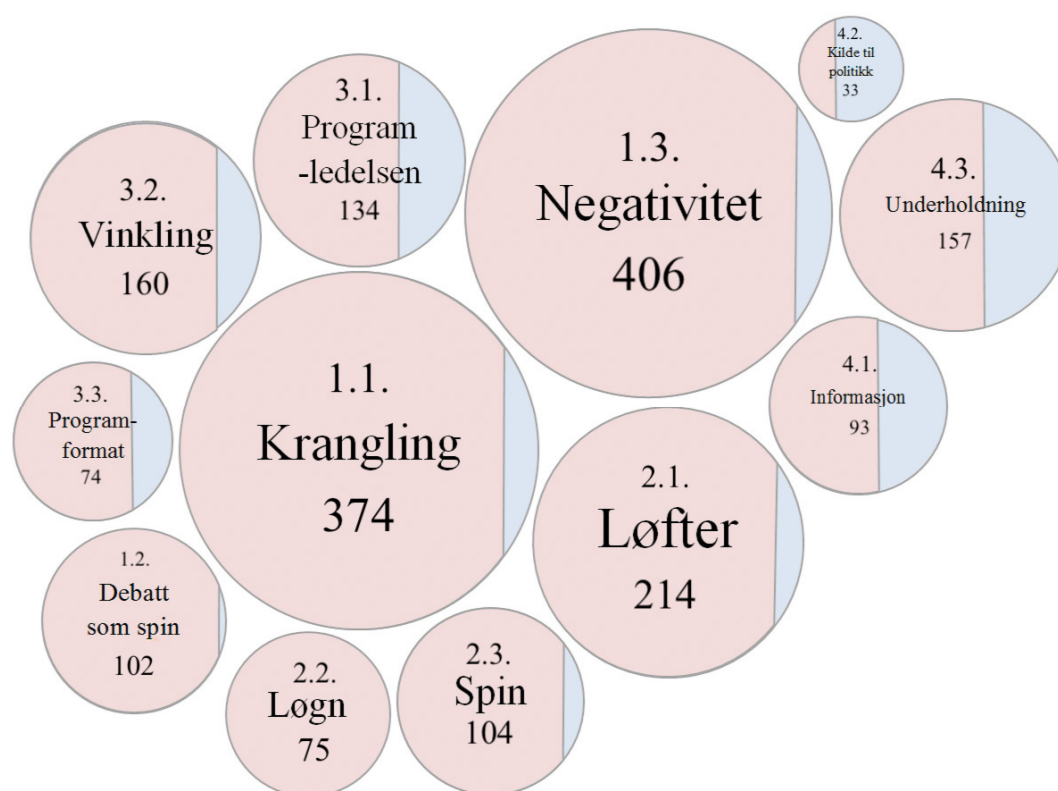 4.2.
Kilde til
politikk
33
3.1.
Program
-ledelsen
134
1.3.
Negativitet
406
4.3.
Underholdning
157
3.2.
Vinkling
160
1.1.
Krangling
374
4.1.
Informasjon
93
3.3.
Program-
format
74
2.1.
Løfter
214
1.2.
Debatt
som spin
102
2.2.
Løgn
75
2.3.
Spin
104